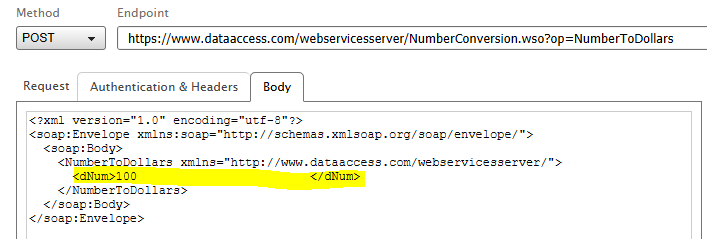 Method Endpoint
POST https://www.dataaccess.com/webservicesserver/NumberConversion.wso?op=NumberToDollars
Request Authentication & Headers Body
<?xml version="1.0" encoding="utf-8"?>
<soap:Envelope xmlns:soap="http://schemas.xmlsoap.org/soap/envelope/">
  <soap:Body>
    <NumberToDollars xmlns="http://www.dataaccess.com/webservicesserver/">
      <dNum>100                        </dNum>
    </NumberToDollars>
  </soap:Body>
</soap:Envelope>